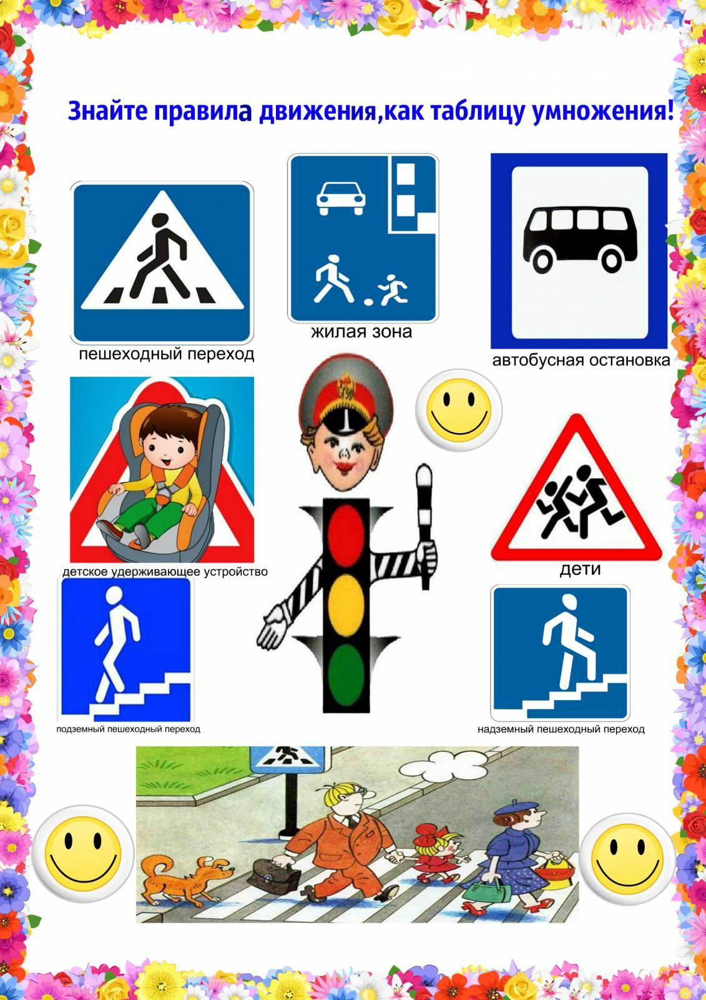 Знайте правила движения,как таблицу умножения!
жилая зона
пешеходный переход
автобусная остановка
детское удерживающее устройство
дети
подземный пешеходный переход
надземный пешеходный переход